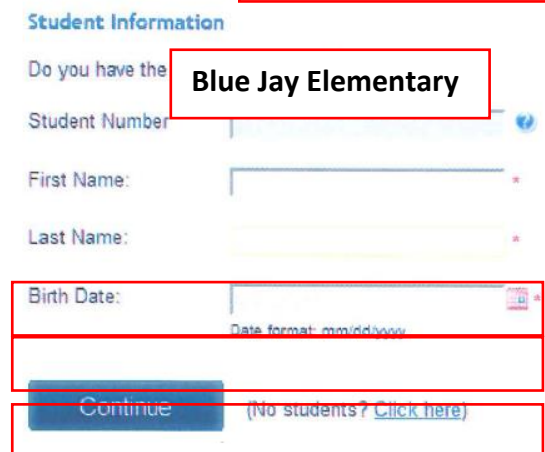 Student Information
Do you have the
Blue Jay Elementary
Student Number
First Name: *
Last Name: *
Birth Date: *
Date format: mm/dd/yyyy
Continue (No students? Click here)